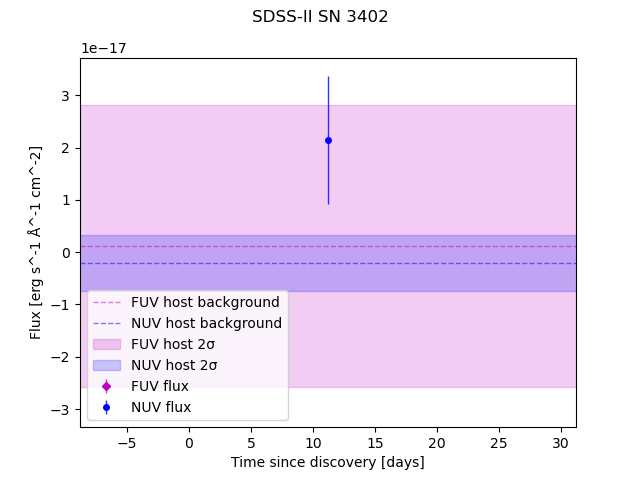 SDSS-II SN 3402
1e−17
3
2
1
0
−1
−2
−3
Flux [erg s^-1 Å^-1 cm^-2]
FUV host background
NUV host background
FUV host 2σ
NUV host 2σ
FUV flux
NUV flux
−5 0 5 10 15 20 25 30
Time since discovery [days]